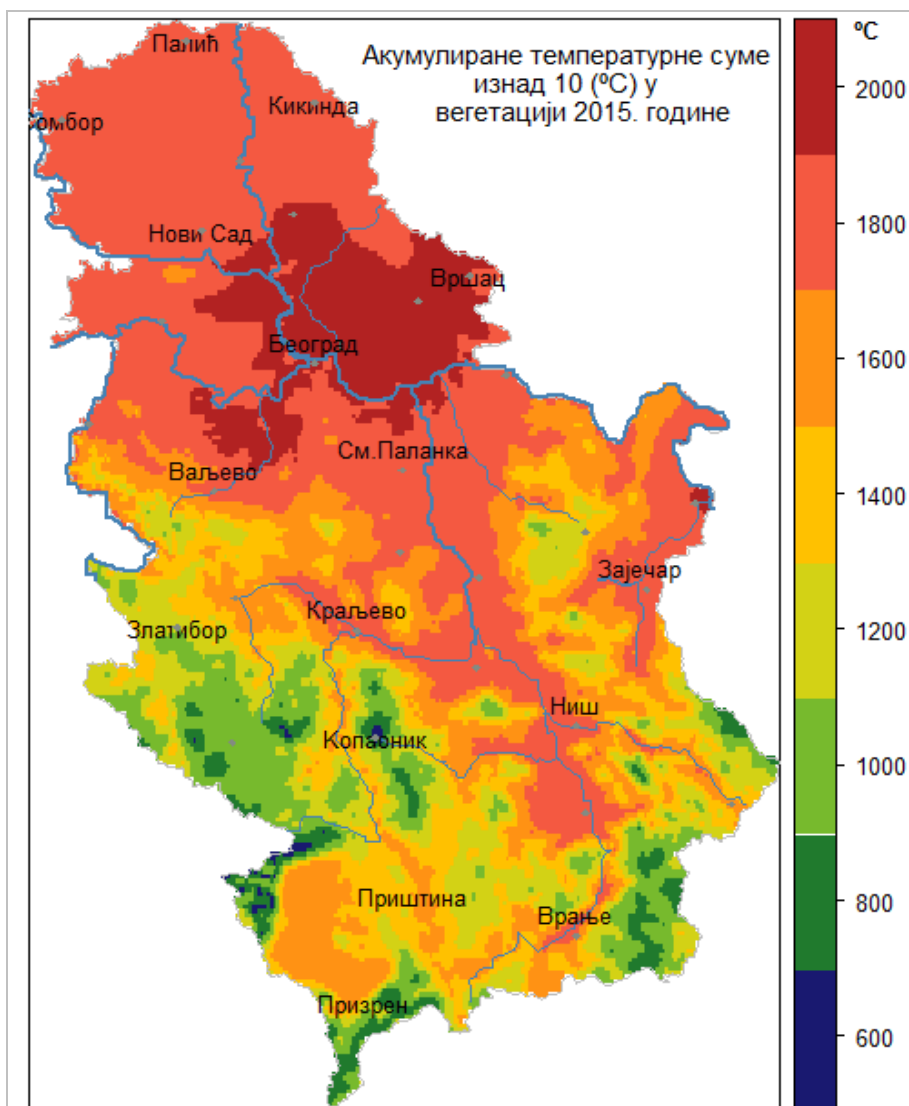 Акумулиране температурне суме
изнад 10 (ºC) у
вегетацији 2015. године
ºC
2000
1800
1600
1400
1200
1000
800
600
Палић
Кикинда
Сомбор
Нови Сад
Вршац
Београд
См.Паланка
Ваљево
Зајечар
Краљево
Златибор
Ниш
Копаоник
Приштина
Врање
Призрен